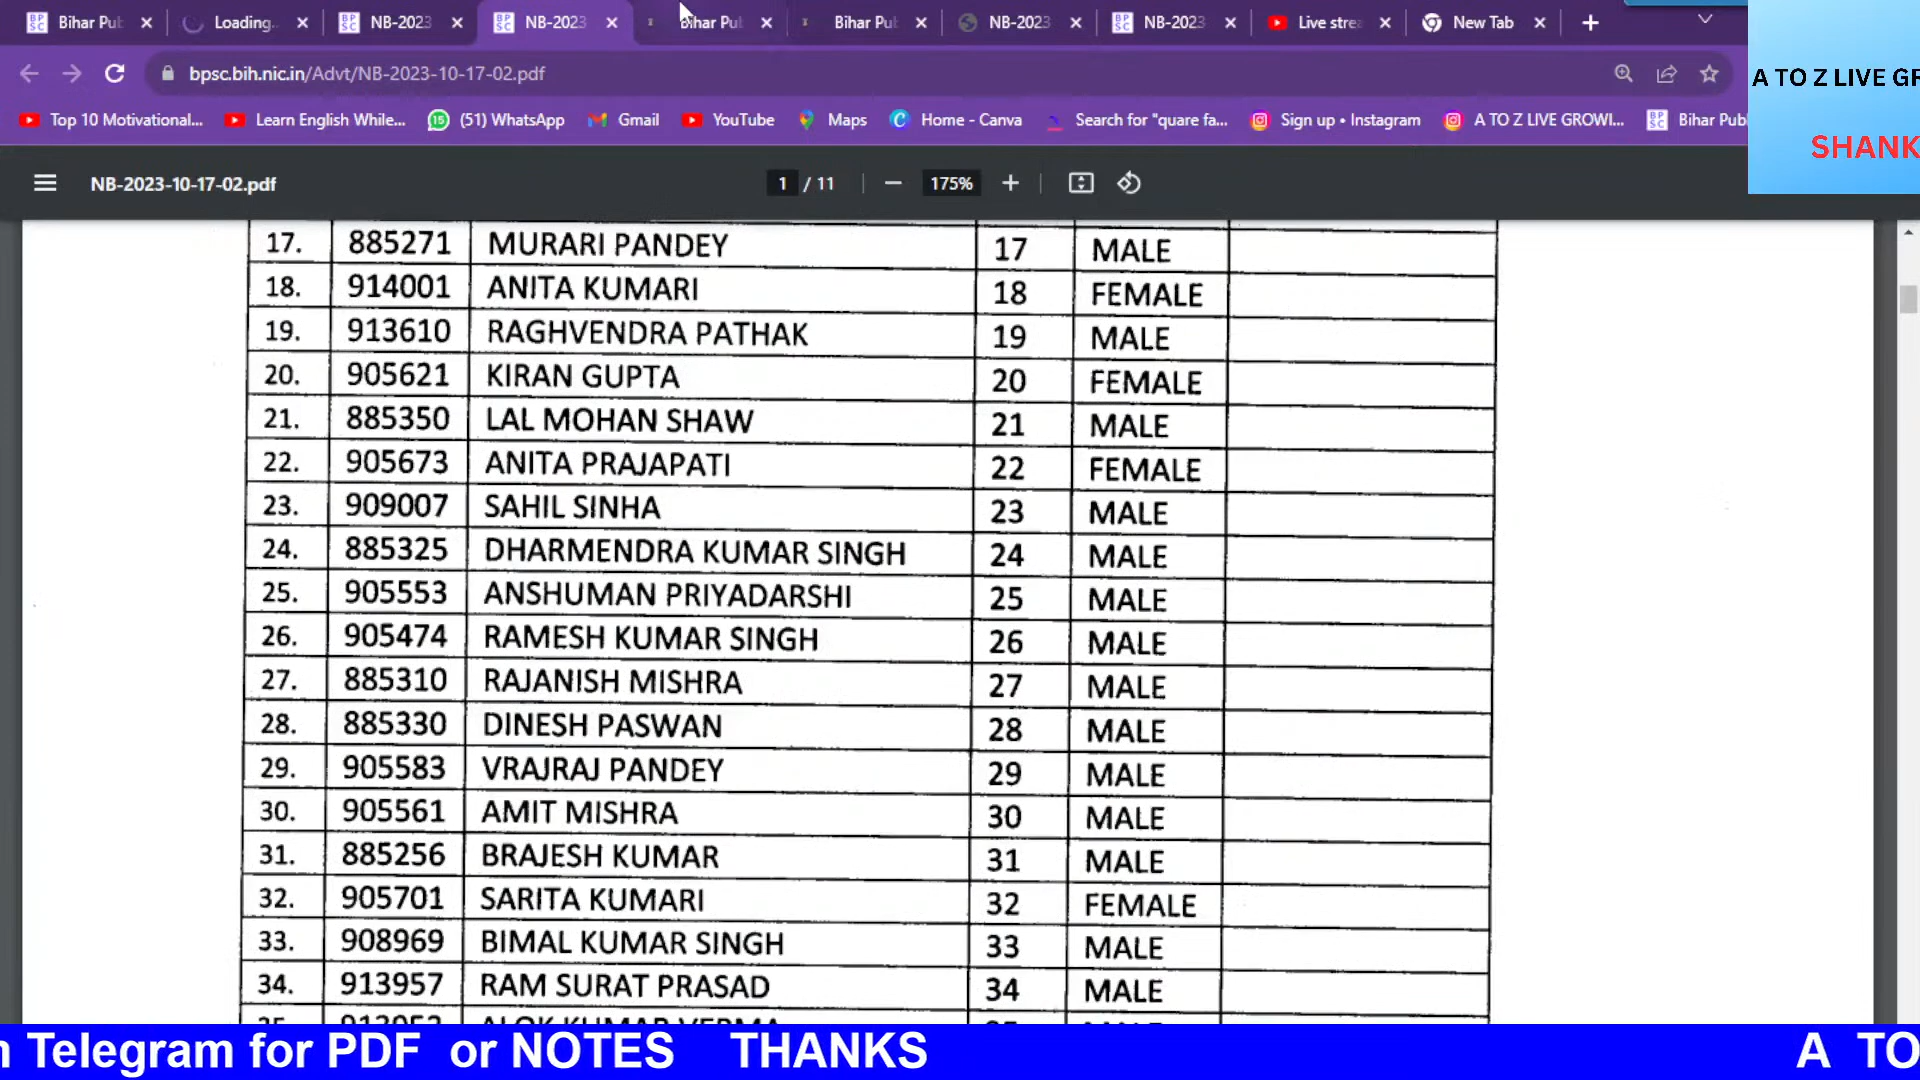 Bihar Pub
Loading...
NB-2023
NB-2023
Bihar Pub
Bihar Pub
NB-2023
NB-2023
Live strea
New Tab
bpsc.bih.nic.in/Advt/NB-2023-10-17-02.pdf
A TO Z LIVE GR
Top 10 Motivational...
Learn English While...
(51) WhatsApp
Gmail
YouTube
Maps
Home - Canva
Search for "quare fa...
Sign up • Instagram
A TO Z LIVE GROWI...
Bihar Publ
SHANK
NB-2023-10-17-02.pdf
1 / 11
175%
17. 885271 MURARI PANDEY 17 MALE
18. 914001 ANITA KUMARI 18 FEMALE
19. 913610 RAGHVENDRA PATHAK 19 MALE
20. 905621 KIRAN GUPTA 20 FEMALE
21. 885350 LAL MOHAN SHAW 21 MALE
22. 905673 ANITA PRAJAPATI 22 FEMALE
23. 909007 SAHIL SINHA 23 MALE
24. 885325 DHARMENDRA KUMAR SINGH 24 MALE
25. 905553 ANSHUMAN PRIYADARSHI 25 MALE
26. 905474 RAMESH KUMAR SINGH 26 MALE
27. 885310 RAJANISH MISHRA 27 MALE
28. 885330 DINESH PASWAN 28 MALE
29. 905583 VRAJRAJ PANDEY 29 MALE
30. 905561 AMIT MISHRA 30 MALE
31. 885256 BRAJESH KUMAR 31 MALE
32. 905701 SARITA KUMARI 32 FEMALE
33. 908969 BIMAL KUMAR SINGH 33 MALE
34. 913957 RAM SURAT PRASAD 34 MALE
Telegram for PDF or NOTES THANKS
A TO